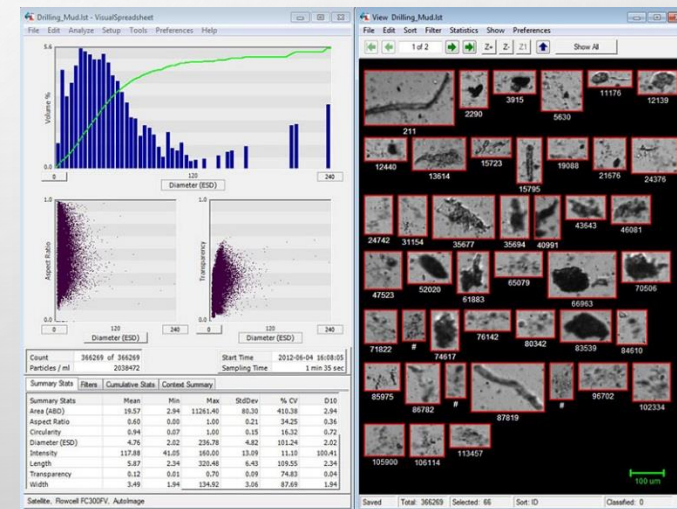 Drilling_Mud.lst - VisualSpreadsheet
File Edit Analyze Setup Tools Preferences Help
5.6
Volume %
0.0
0 120 240
Diameter (ESD)
1.0
Aspect Ratio
0.0
0 120 240
Diameter (ESD)
1.0
Transparency
0.0
0 120 240
Diameter (ESD)
Count 366269 of 366269
Particles / ml 2038472
Start Time 2012-06-04 16:08:05
Sampling Time 1 min 35 sec
Summary Stats Filters Cumulative Stats Context Summary
Summary Stats Mean Min Max StdDev % CV D10
Area (ABD) 19.57 2.94 11261.40 80.30 410.38 2.94
Aspect Ratio 0.60 0.00 1.00 0.21 34.25 0.36
Circularity 0.94 0.07 1.00 0.15 16.32 0.72
Diameter (ESD) 4.76 2.02 236.78 4.82 101.24 2.02
Intensity 117.88 41.05 160.00 13.09 11.10 100.41
Length 5.87 2.34 320.48 6.43 109.55 2.34
Transparency 0.12 0.01 0.70 0.09 74.83 0.04
Width 3.49 1.94 134.92 3.06 87.69 1.94
Satellite, Flowcell FC300FV, AutoImage
View Drilling_Mud.lst
File Edit Sort Filter Statistics Show Preferences
1 of 2 Z+ Z- Z1 Show All
211 2290 3915 5630 11176 12139
12440 13614 15723 15795 19088 21676 24376
24742 31154 35677 35694 40991 43643 46081
47523 52020 61883 65079 66963 70506
71822 # 74617 76142 80342 83539 84610
85975 86782 # 87819 # 96702 102334
105900 106114 113457
100 um
Saved Total: 366269 Selected: 66 Sort: ID Classified: 0